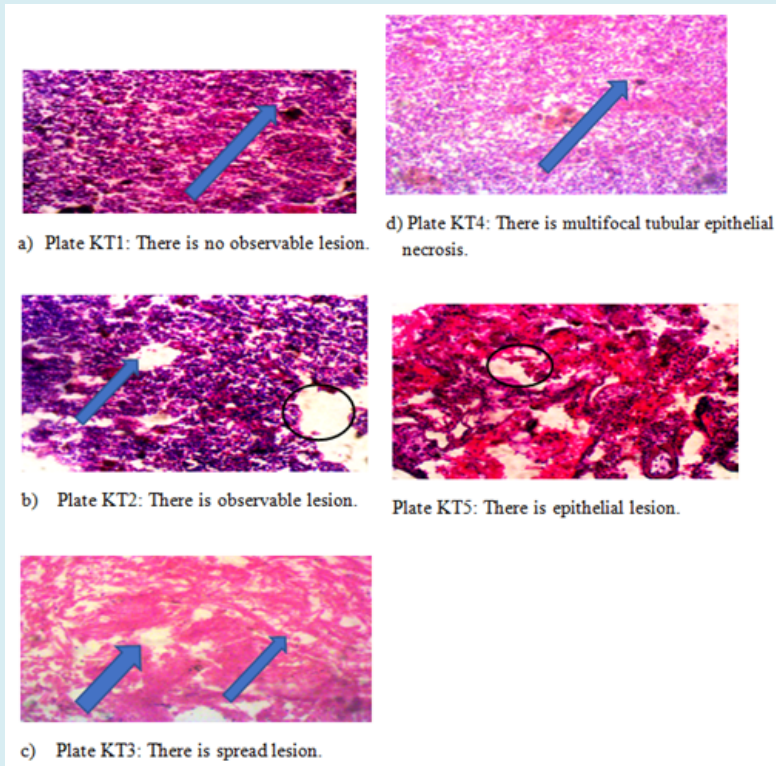 a) Plate KT1: There is no observable lesion.
b) Plate KT2: There is observable lesion.
c) Plate KT3: There is spread lesion.
d) Plate KT4: There is multifocal tubular epithelial
necrosis.
Plate KT5: There is epithelial lesion.